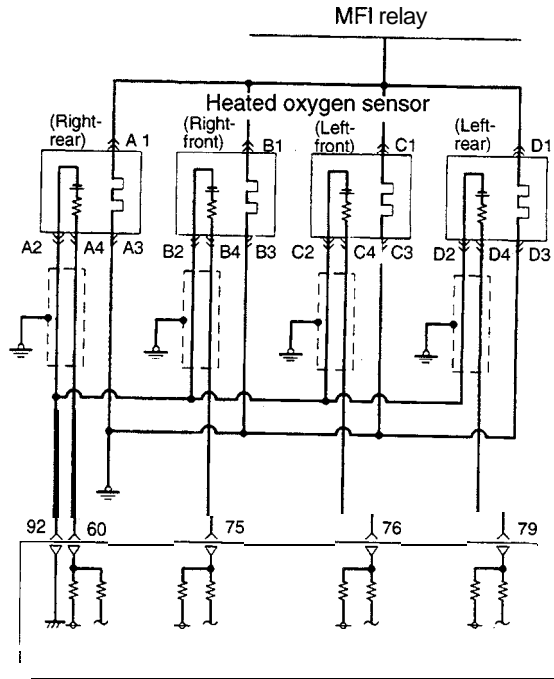 MFI relay
Heated oxygen sensor
(Right-
rear)
A 1
(Right-
front)
B1
(Left-
front)
C1
(Left-
rear)
D1
A2 A4 A3
B2 B4 B3
C2 C4 C3
D2 D4 D3
92 60 75 76 79